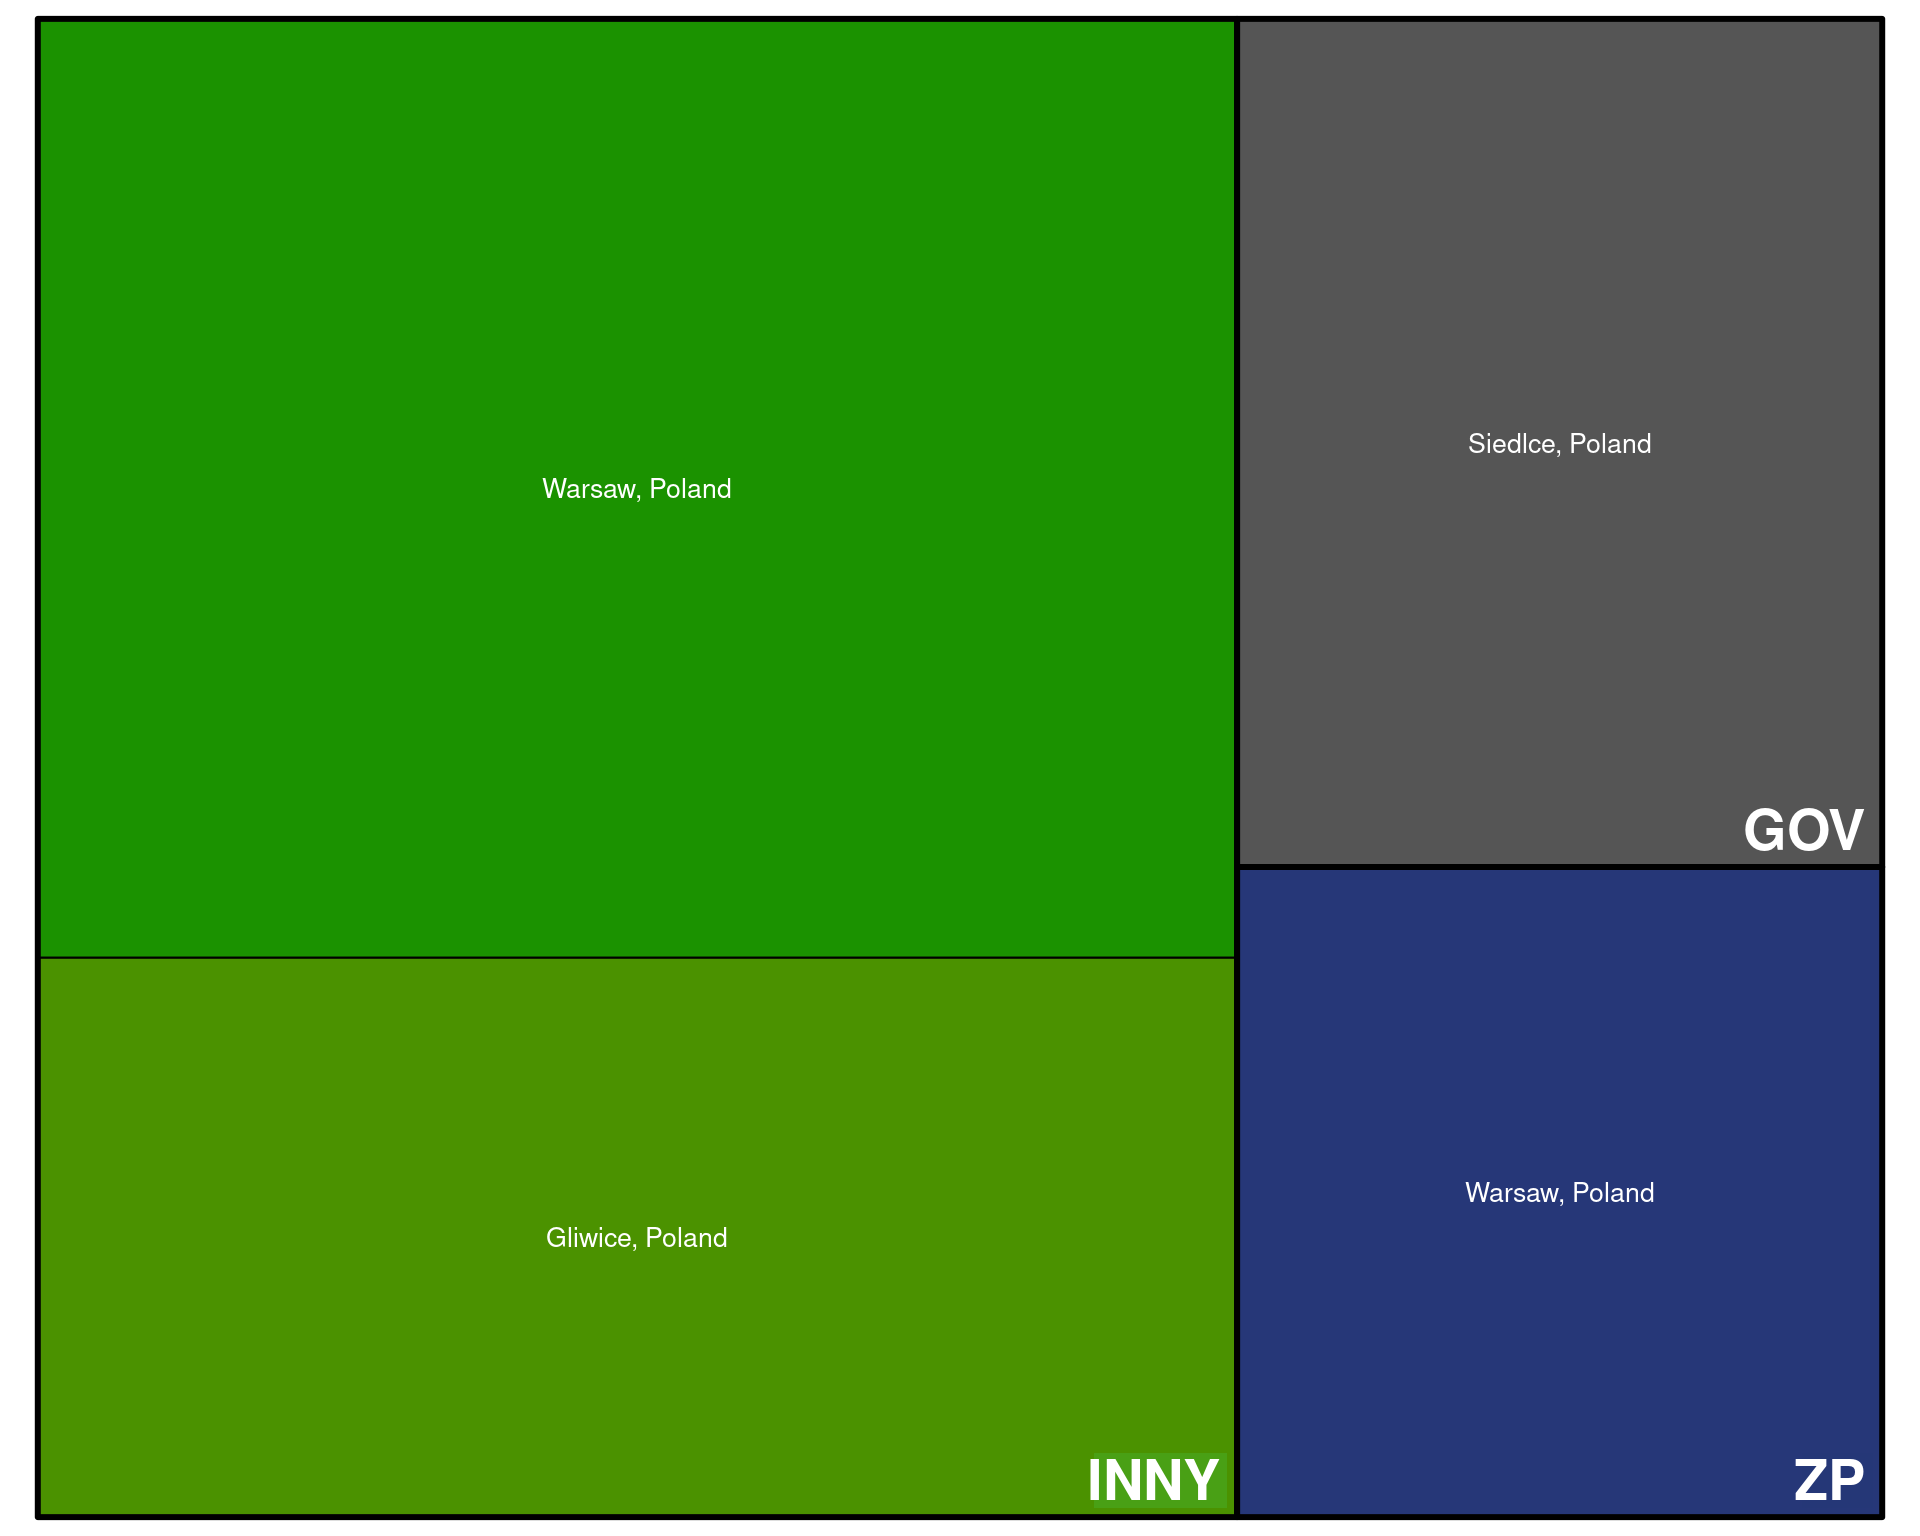 Warsaw, Poland
Gliwice, Poland
INNY
Siedlce, Poland
GOV
Warsaw, Poland
ZP